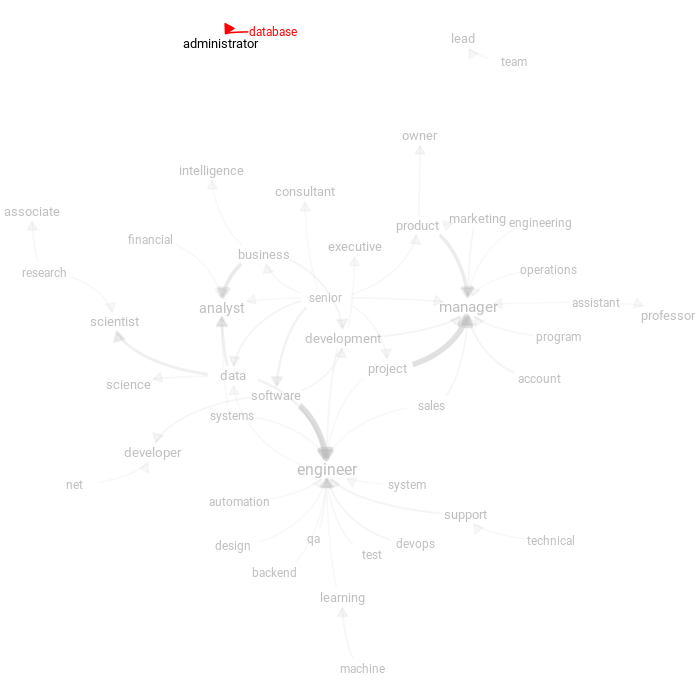 database
administrator
lead
team
owner
intelligence
consultant
associate
product
marketing
engineering
financial
executive
business
research
operations
senior
analyst
manager
assistant
professor
scientist
development
program
project
data
account
science
software
sales
systems
developer
engineer
net
system
automation
support
qa
technical
design
devops
test
backend
learning
machine